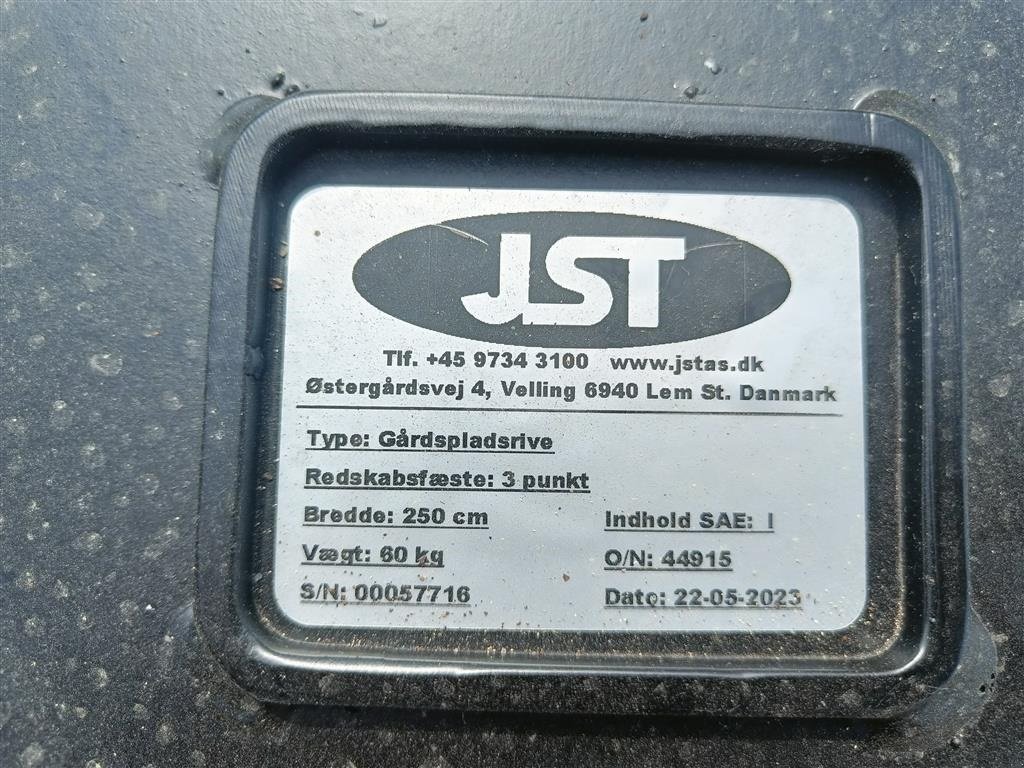 JST
Tlf. +45 9734 3100 www.jstas.dk
Østergårdsvej 4, Velling 6940 Lem St. Danmark
Type: Gårdspladsrive
Redskabsfæste: 3 punkt
Bredde: 250 cm Indhold SAE: l
Vægt: 60 kg O/N: 44915
S/N: 00057716 Dato: 22-05-2023